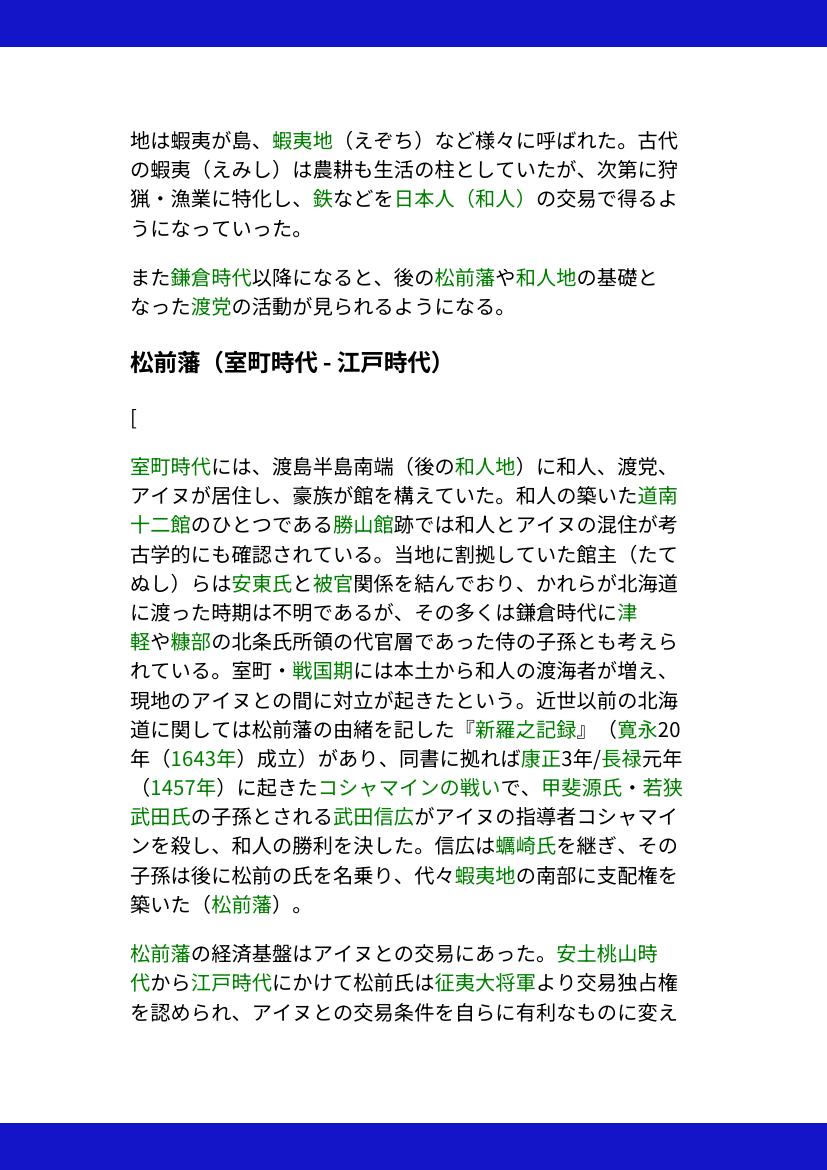 地は蝦夷が島、蝦夷地（えぞち）など様々に呼ばれた。古代
の蝦夷（えみし）は農耕も生活の柱としていたが、次第に狩
猟・漁業に特化し、鉄などを日本人（和人）の交易で得るよ
うになっていった。
また鎌倉時代以降になると、後の松前藩や和人地の基礎と
なった渡党の活動が見られるようになる。
松前藩（室町時代 - 江戸時代）
[
室町時代には、渡島半島南端（後の和人地）に和人、渡党、
アイヌが居住し、豪族が館を構えていた。和人の築いた道南
十二館のひとつである勝山館跡では和人とアイヌの混住が考
古学的にも確認されている。当地に割拠していた館主（たて
ぬし）らは安東氏と被官関係を結んでおり、かれらが北海道
に渡った時期は不明であるが、その多くは鎌倉時代に津
軽や糠部の北条氏所領の代官層であった侍の子孫とも考えら
れている。室町・戦国期には本土から和人の渡海者が増え、
現地のアイヌとの間に対立が起きたという。近世以前の北海
道に関しては松前藩の由緒を記した『新羅之記録』（寛永20
年（1643年）成立）があり、同書に拠れば康正3年/長禄元年
（1457年）に起きたコシャマインの戦いで、甲斐源氏・若狭
武田氏の子孫とされる武田信広がアイヌの指導者コシャマイ
ンを殺し、和人の勝利を決した。信広は蠣崎氏を継ぎ、その
子孫は後に松前の氏を名乗り、代々蝦夷地の南部に支配権を
築いた（松前藩）。
松前藩の経済基盤はアイヌとの交易にあった。安土桃山時
代から江戸時代にかけて松前氏は征夷大将軍より交易独占権
を認められ、アイヌとの交易条件を自らに有利なものに変え